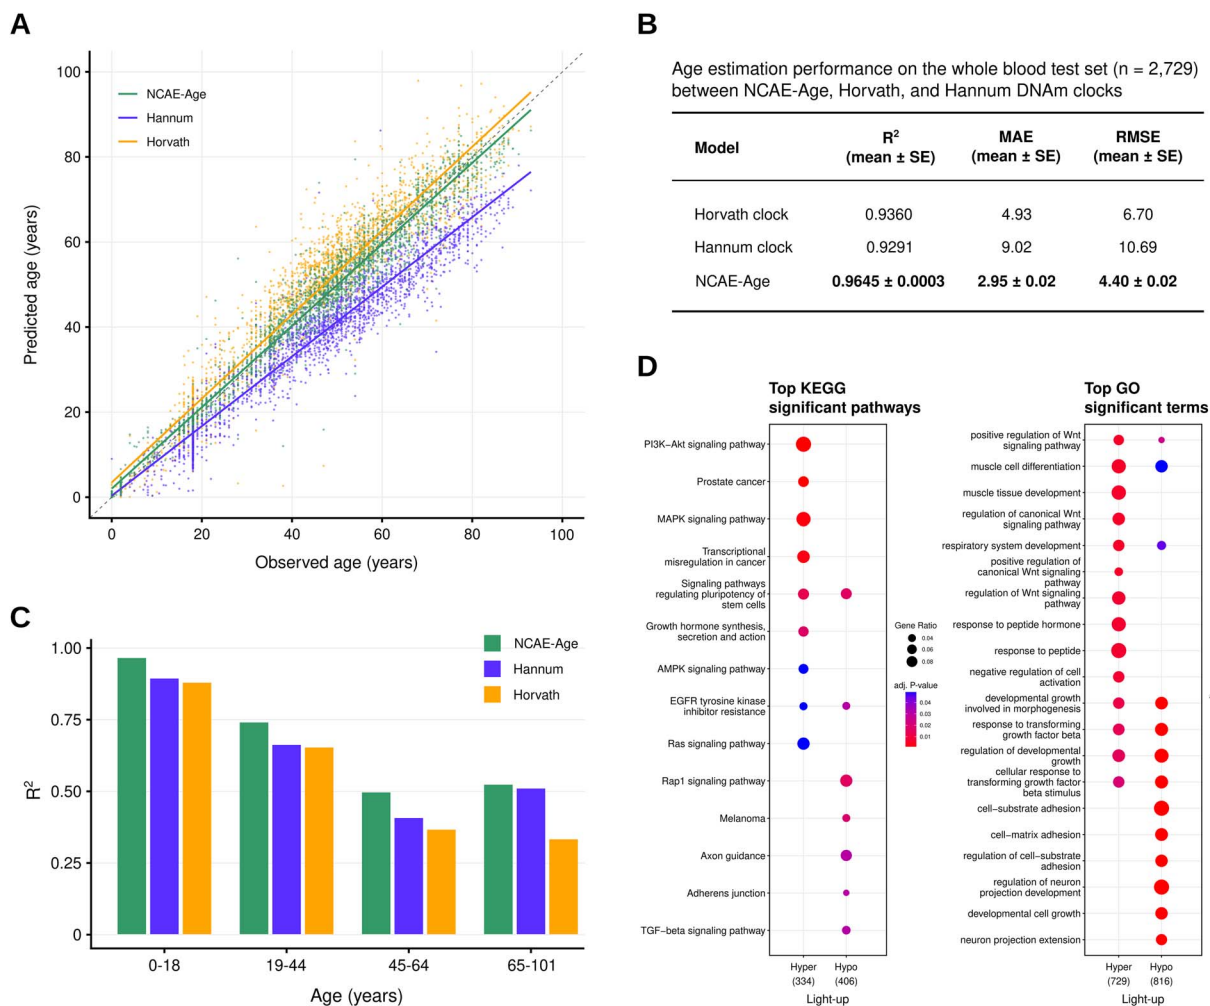 A
100
80
60
40
20
0
Predicted age (years)
NCAE-Age
Hannum
Horvath
0
20
40
60
80
100
Observed age (years)
B
Age estimation performance on the whole blood test set (n = 2,729)
between NCAE-Age, Horvath, and Hannum DNAm clocks
Model
R²
(mean ± SE)
MAE
(mean ± SE)
RMSE
(mean ± SE)
Horvath clock 0.9360 4.93 6.70
Hannum clock 0.9291 9.02 10.69
NCAE-Age 0.9645 ± 0.0003 2.95 ± 0.02 4.40 ± 0.02
C
1.00
0.75
0.50
0.25
0
R²
NCAE-Age
Hannum
Horvath
0-18
19-44
45-64
65-101
Age (years)
D
Top KEGG
significant pathways
PI3K−Akt signaling pathway
Prostate cancer
MAPK signaling pathway
Transcriptional
misregulation in cancer
Signaling pathways
regulating pluripotency of
stem cells
Growth hormone synthesis,
secretion and action
AMPK signaling pathway
EGFR tyrosine kinase
inhibitor resistance
Ras signaling pathway
Rap1 signaling pathway
Melanoma
Axon guidance
Adherens junction
TGF−beta signaling pathway
Hyper
(334)
Hypo
(406)
Light−up
Gene Ratio
0.04
0.06
0.08
adj. P-value
0.04
0.03
0.02
0.01
Top GO
significant terms
positive regulation of Wnt
signaling pathway
muscle cell differentiation
muscle tissue development
regulation of canonical Wnt
signaling pathway
respiratory system development
positive regulation of
canonical Wnt signaling
pathway
regulation of Wnt signaling
pathway
response to peptide hormone
response to peptide
negative regulation of cell
activation
developmental growth
involved in morphogenesis
response to transforming
growth factor beta
regulation of developmental
growth
cellular response to
transforming growth factor
beta stimulus
cell−substrate adhesion
cell−matrix adhesion
regulation of cell−substrate
adhesion
regulation of neuron
projection development
developmental cell growth
neuron projection extension
Hyper
(729)
Hypo
(816)
Light−up